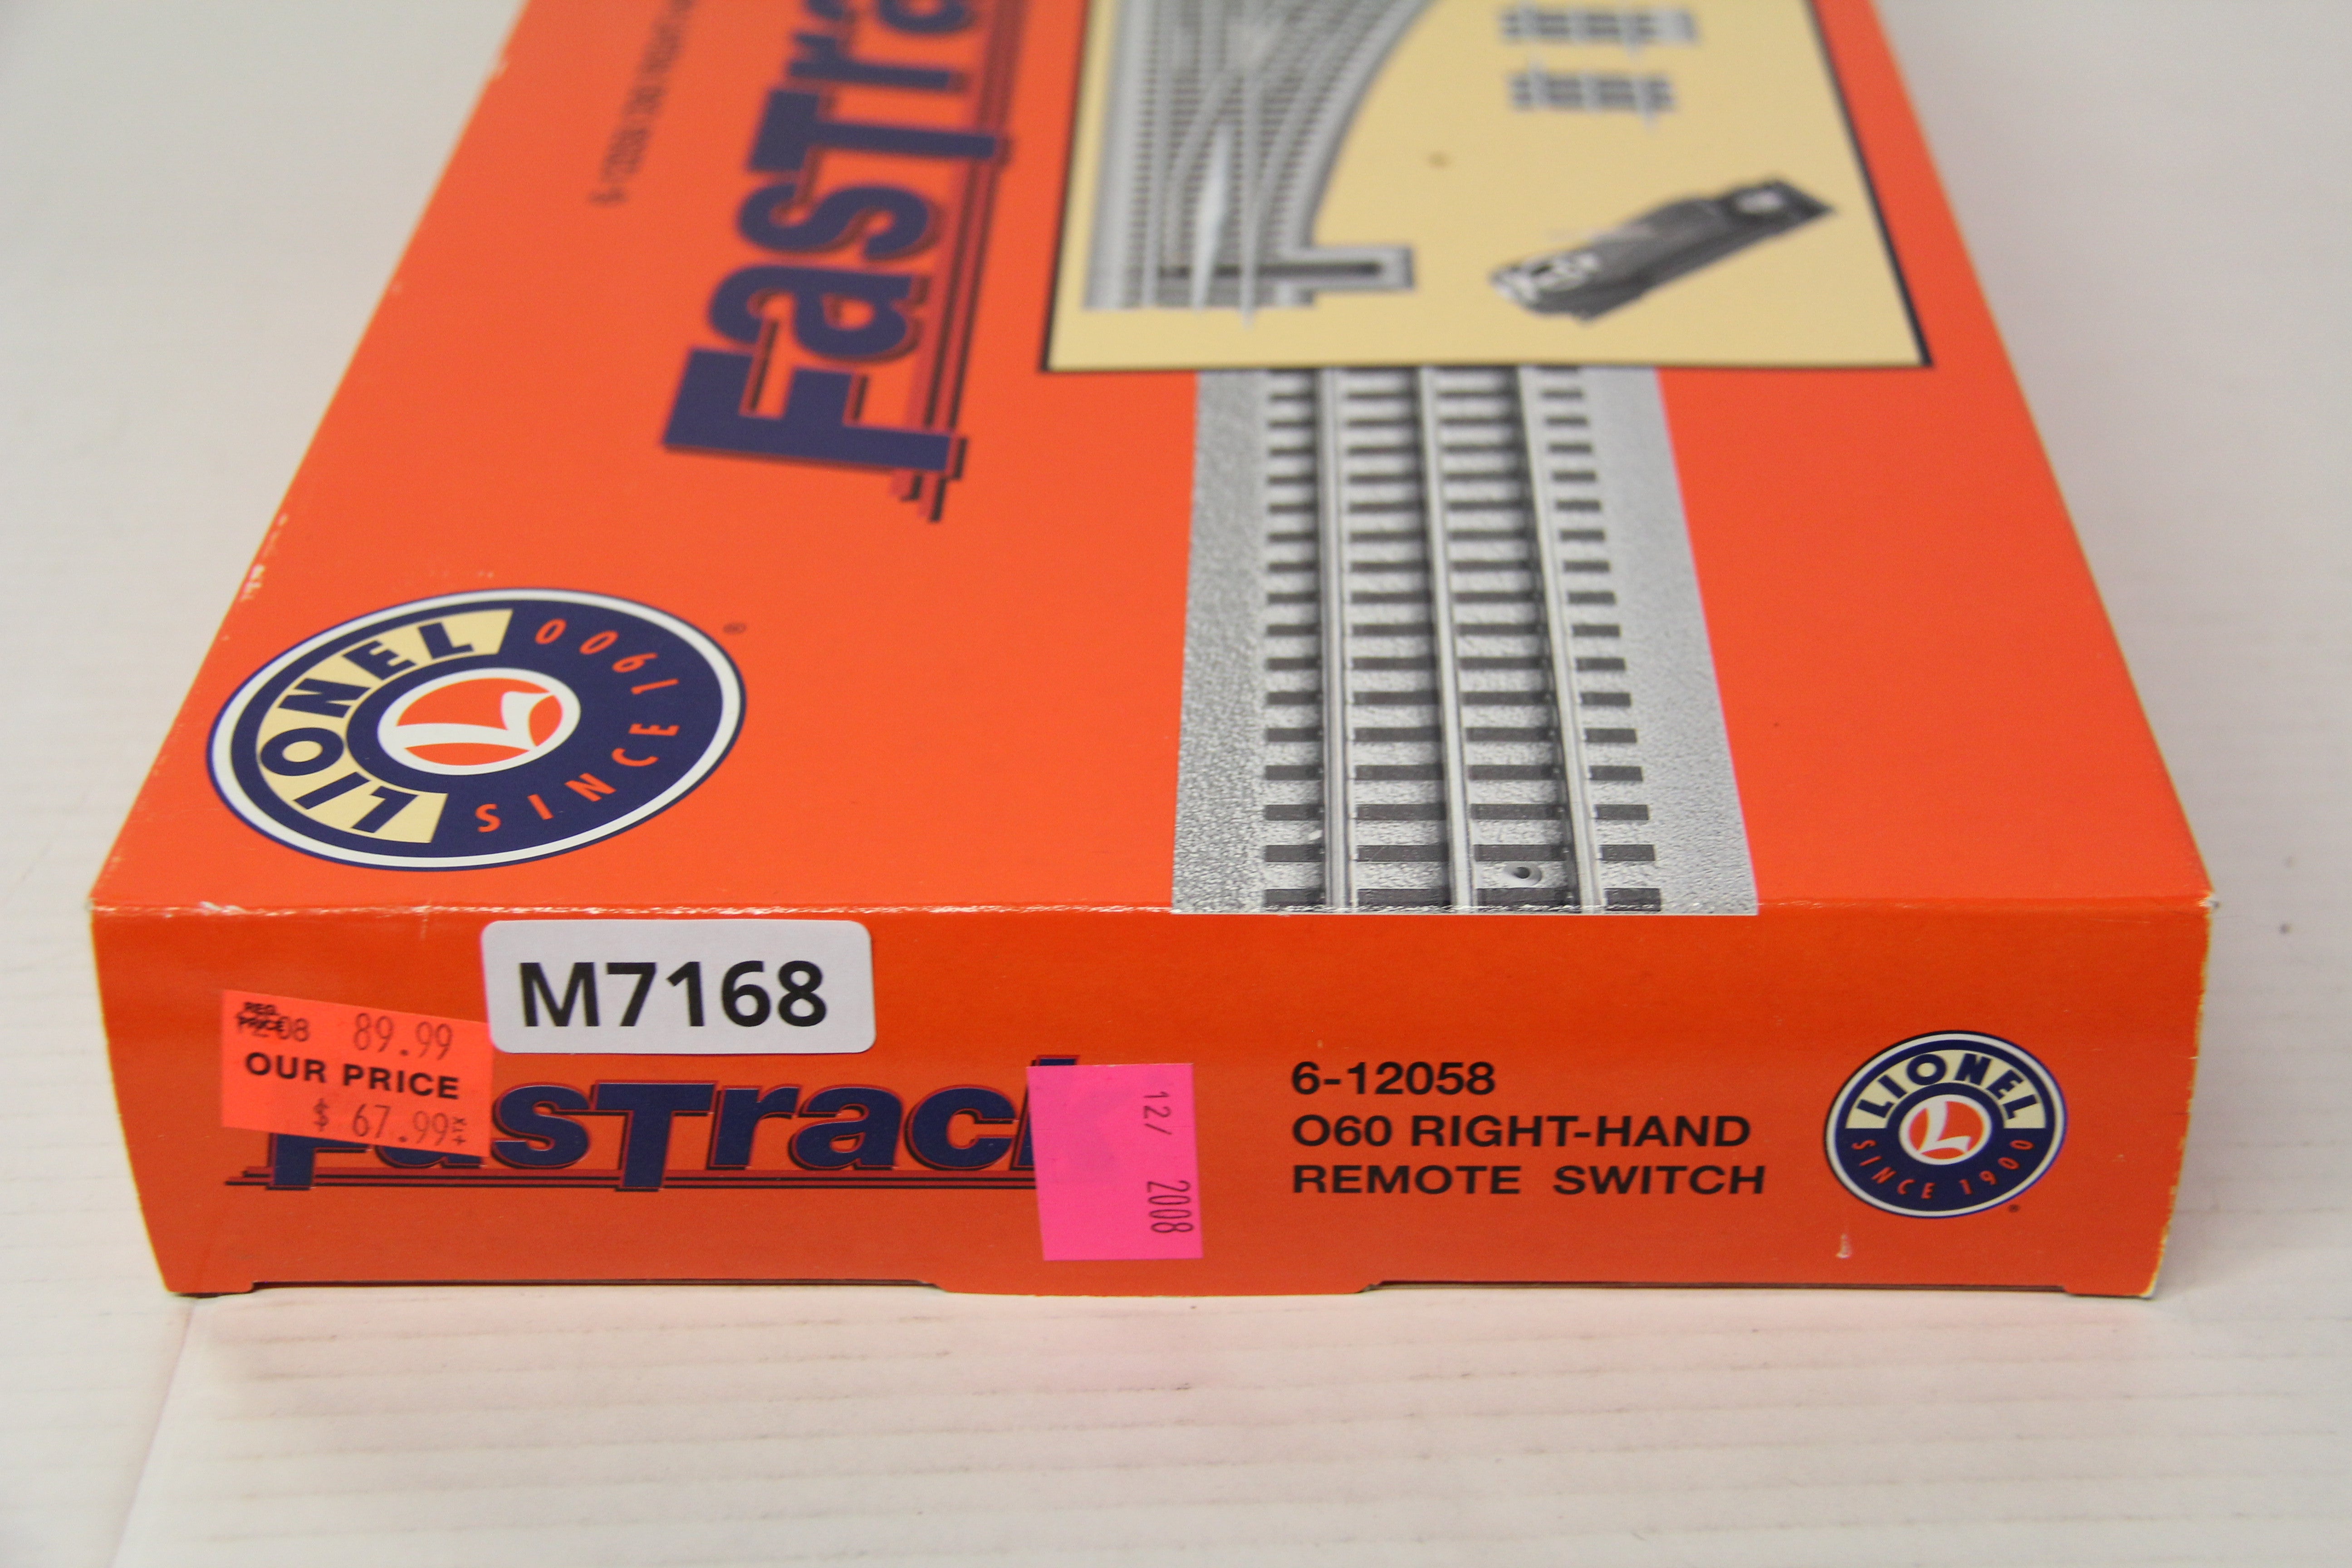 FasTra
LIONEL
SINCE 1900
®
M7168
REG.
PRICE
89.99
OUR PRICE
$ 67.99
FasTrack
12/ 2008
6-12058
O60 RIGHT-HAND
REMOTE SWITCH
LIONEL
SINCE 1900
®